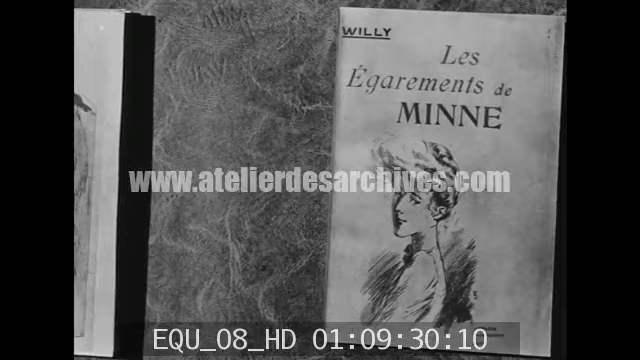 WILLY
Les
Égarements de
MINNE
www.atelierdesarchives.com
EQU_08_HD 01:09:30:10